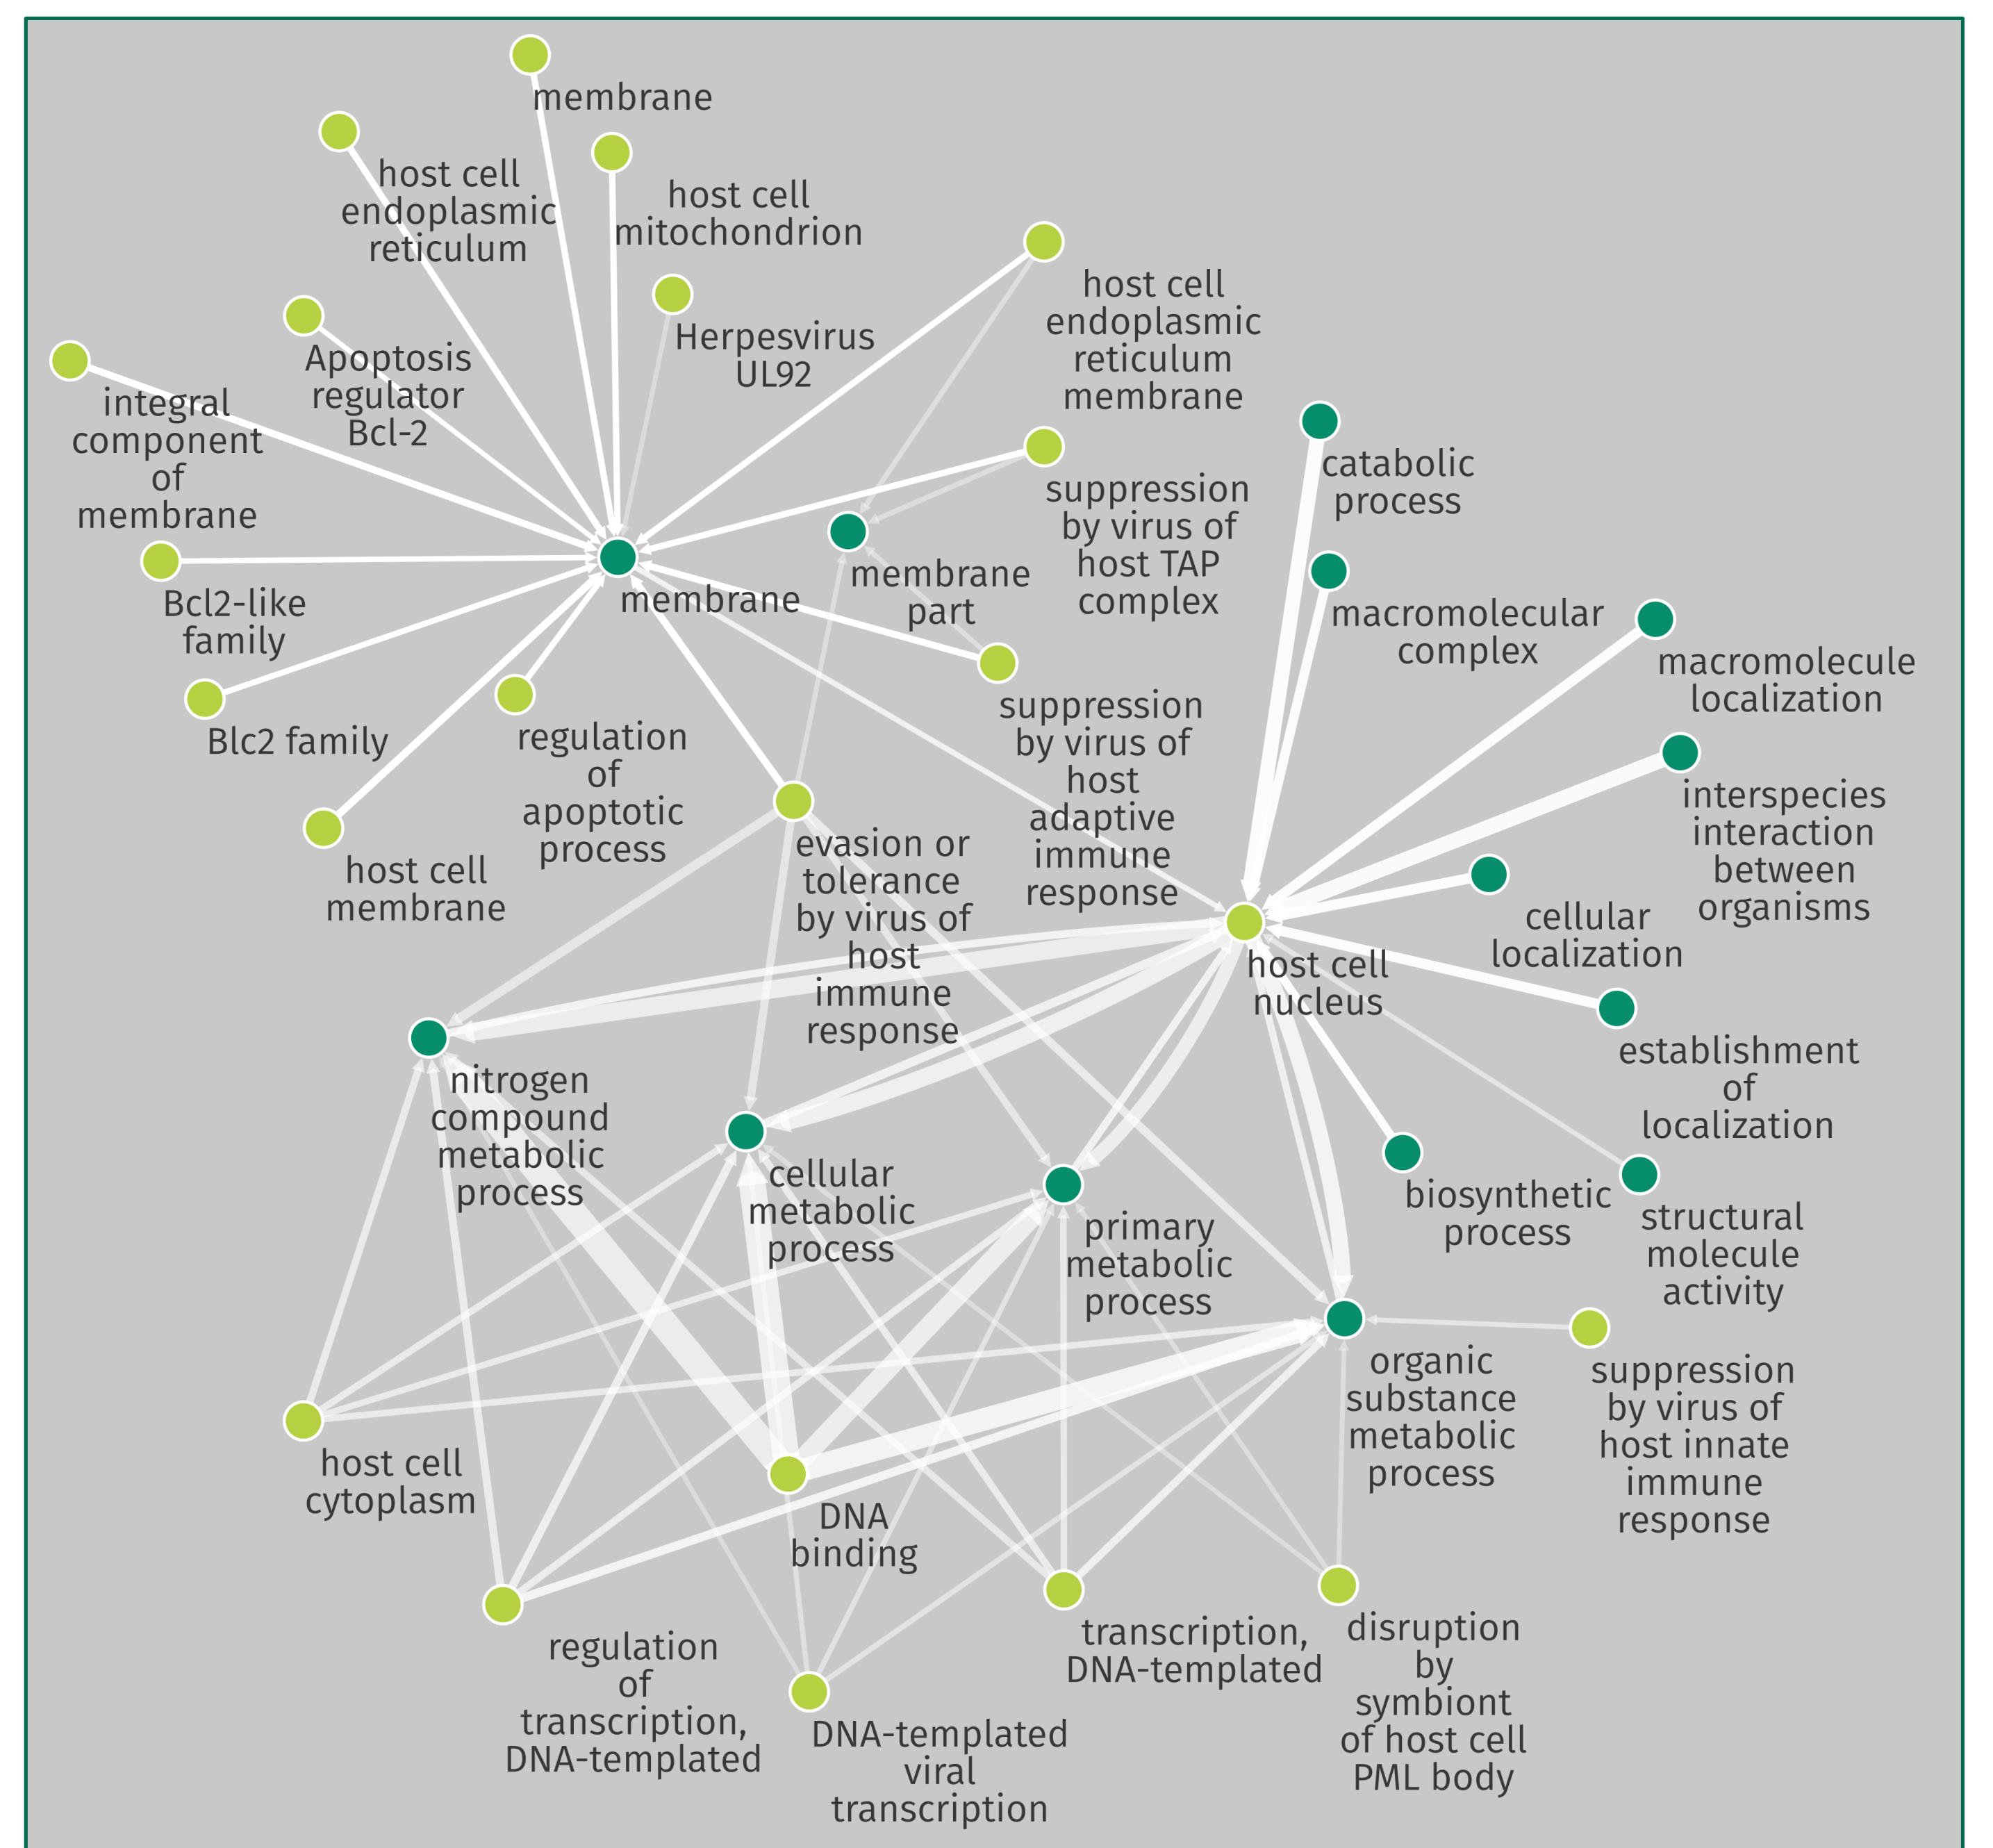 membrane
host cell
endoplasmic
reticulum
host cell
mitochondrion
host cell
endoplasmic
reticulum
membrane
Herpesvirus
UL92
Apoptosis
regulator
Bcl-2
integral
component
of
membrane
catabolic
process
suppression
by virus of
host TAP
complex
membrane
part
membrane
Bcl2-like
family
macromolecular
complex
macromolecule
localization
suppression
by virus of
host
adaptive
immune
response
Blc2 family
regulation
of
apoptotic
process
interspecies
interaction
between
organisms
evasion or
tolerance
by virus of
host
immune
response
host cell
membrane
cellular
localization
host cell
nucleus
establishment
of
localization
nitrogen
compound
metabolic
process
cellular
metabolic
process
biosynthetic
process
structural
molecule
activity
primary
metabolic
process
organic
substance
metabolic
process
suppression
by virus of
host innate
immune
response
host cell
cytoplasm
DNA
binding
regulation
of
transcription,
DNA-templated
transcription,
DNA-templated
disruption
by
symbiont
of host cell
PML body
DNA-templated
viral
transcription